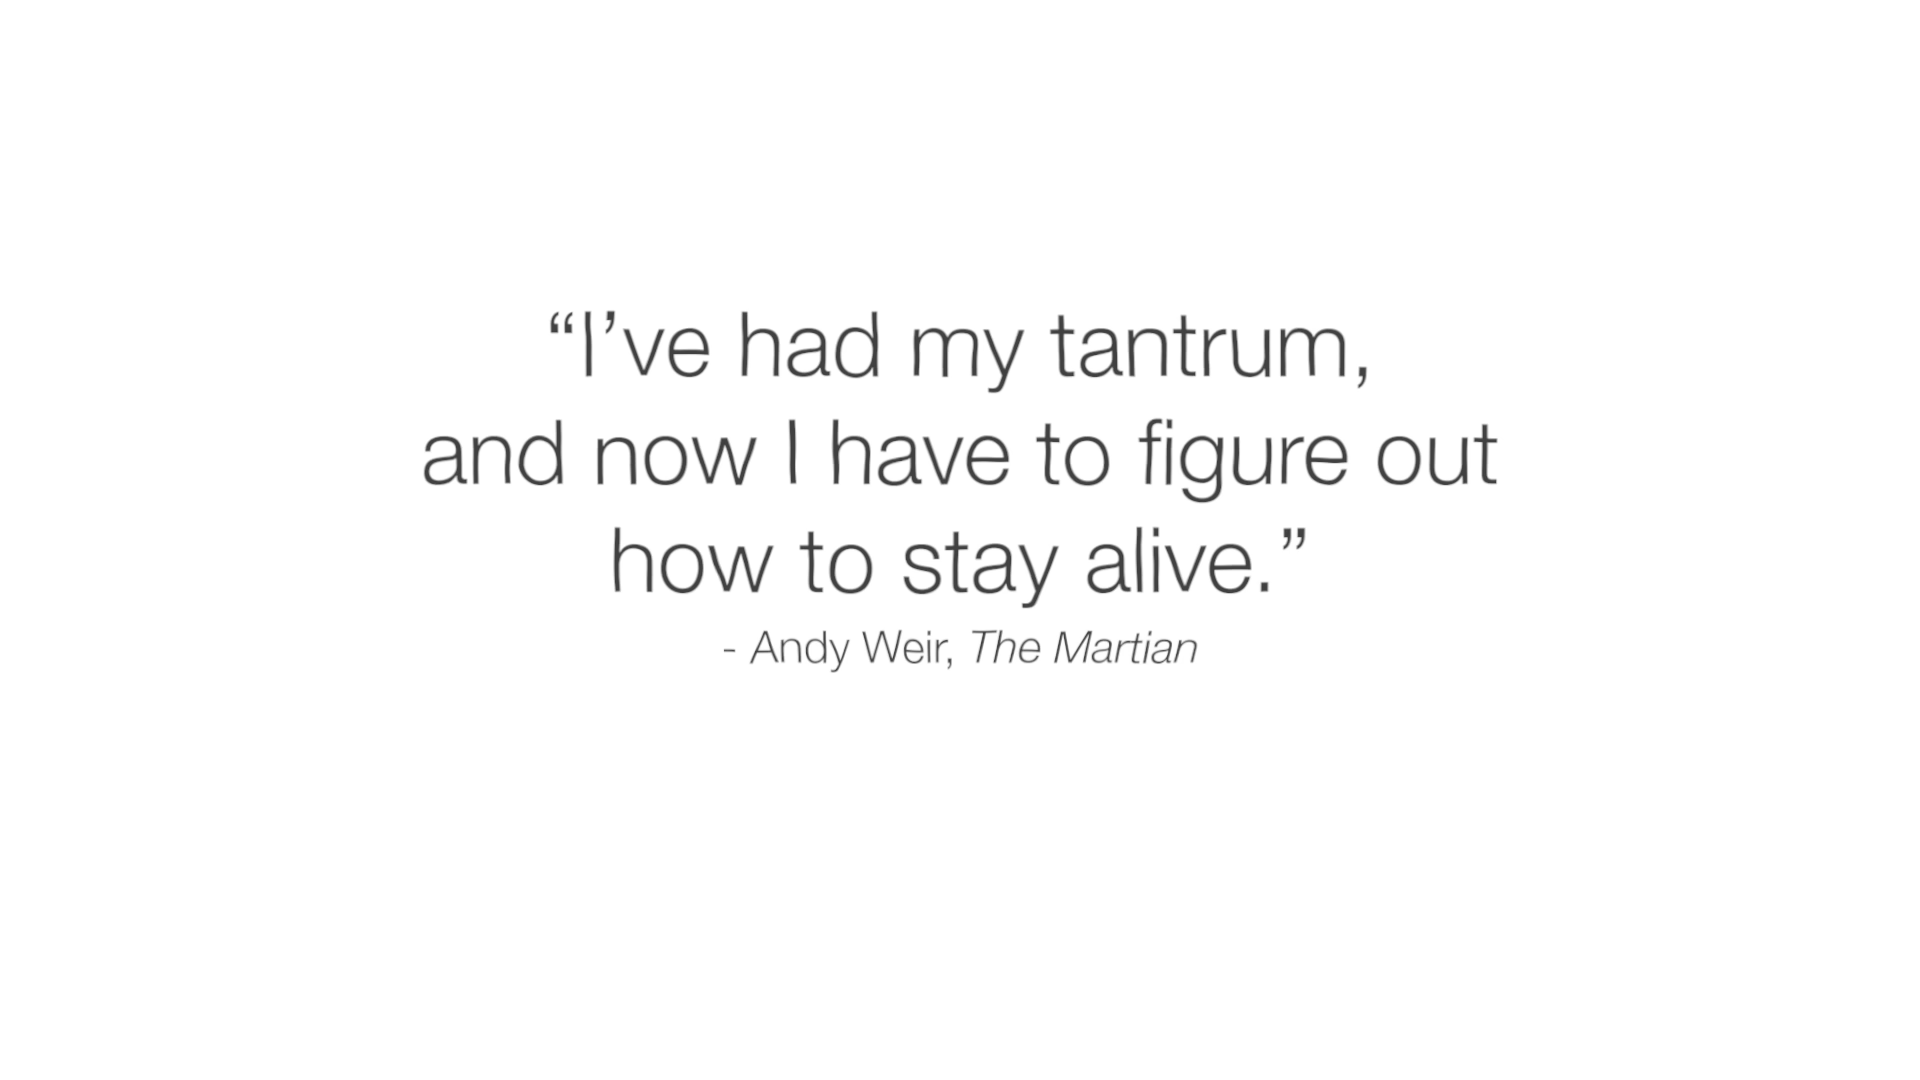 “I’ve had my tantrum,
and now I have to figure out
how to stay alive.”
- Andy Weir, The Martian